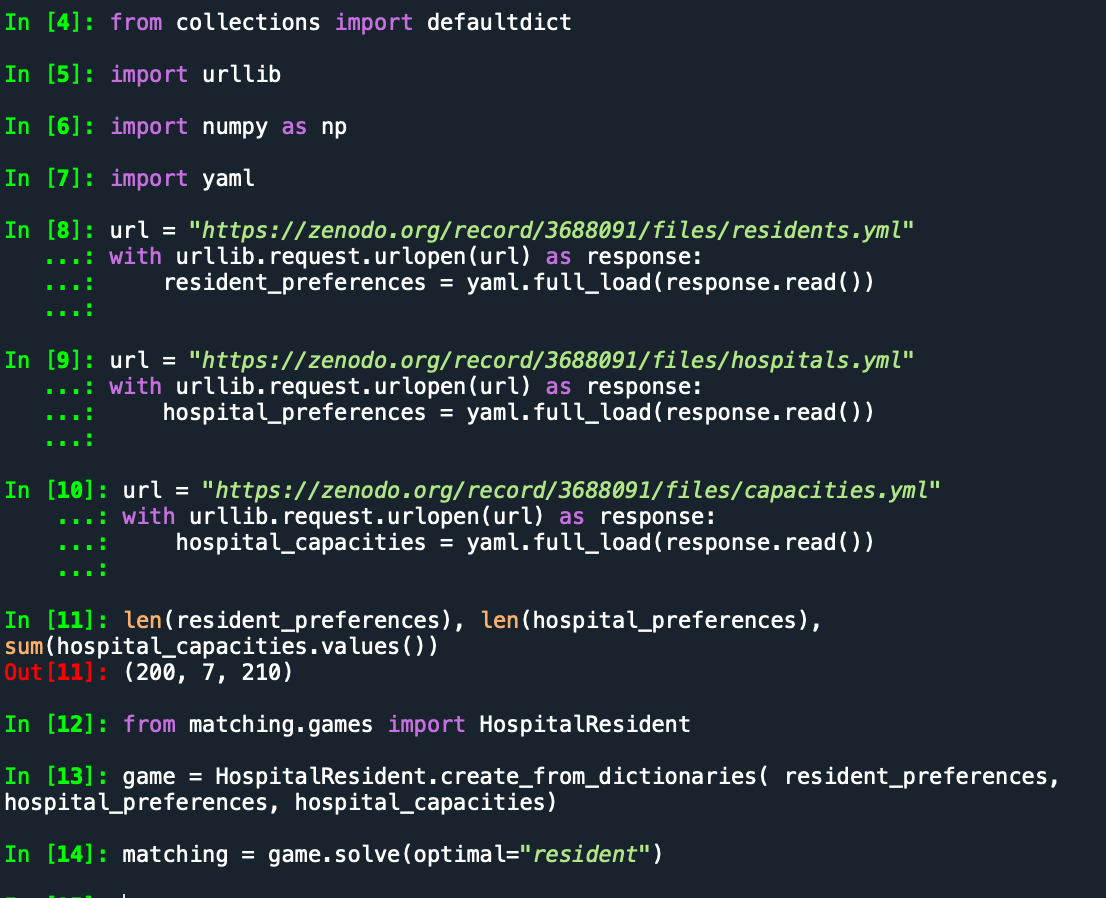 In [4]: from collections import defaultdict
In [5]: import urllib
In [6]: import numpy as np
In [7]: import yaml
In [8]: url = "https://zenodo.org/record/3688091/files/residents.yml"
...: with urllib.request.urlopen(url) as response:
...:     resident_preferences = yaml.full_load(response.read())
...:
In [9]: url = "https://zenodo.org/record/3688091/files/hospitals.yml"
...: with urllib.request.urlopen(url) as response:
...:     hospital_preferences = yaml.full_load(response.read())
...:
In [10]: url = "https://zenodo.org/record/3688091/files/capacities.yml"
...: with urllib.request.urlopen(url) as response:
...:     hospital_capacities = yaml.full_load(response.read())
...:
In [11]: len(resident_preferences), len(hospital_preferences),
sum(hospital_capacities.values())
Out[11]: (200, 7, 210)
In [12]: from matching.games import HospitalResident
In [13]: game = HospitalResident.create_from_dictionaries( resident_preferences,
hospital_preferences, hospital_capacities)
In [14]: matching = game.solve(optimal="resident")